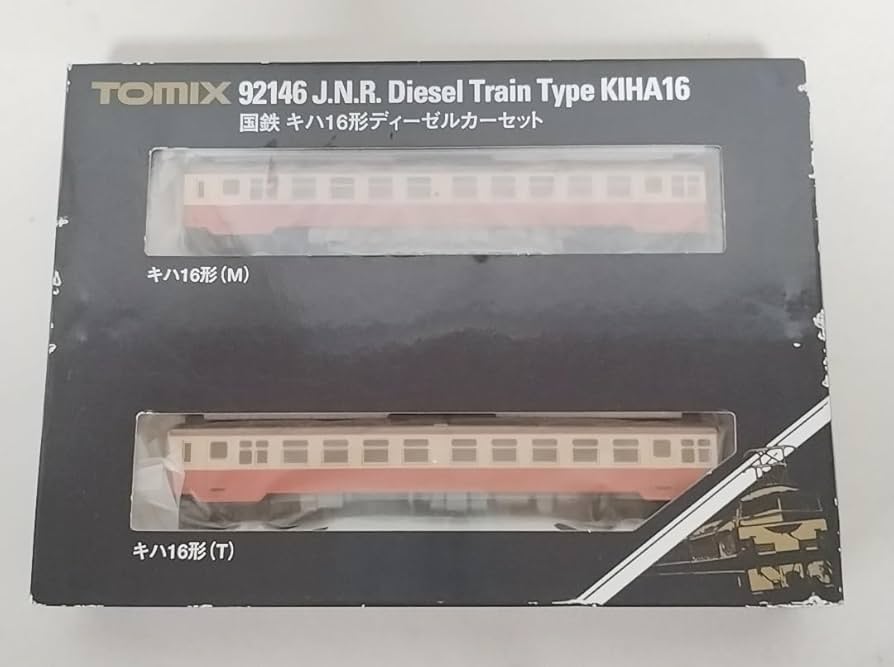 TOMIX 92146 J.N.R. Diesel Train Type KIHA16
国鉄 キハ16形ディーゼルカーセット
キハ16形(M)
キハ16形(T)